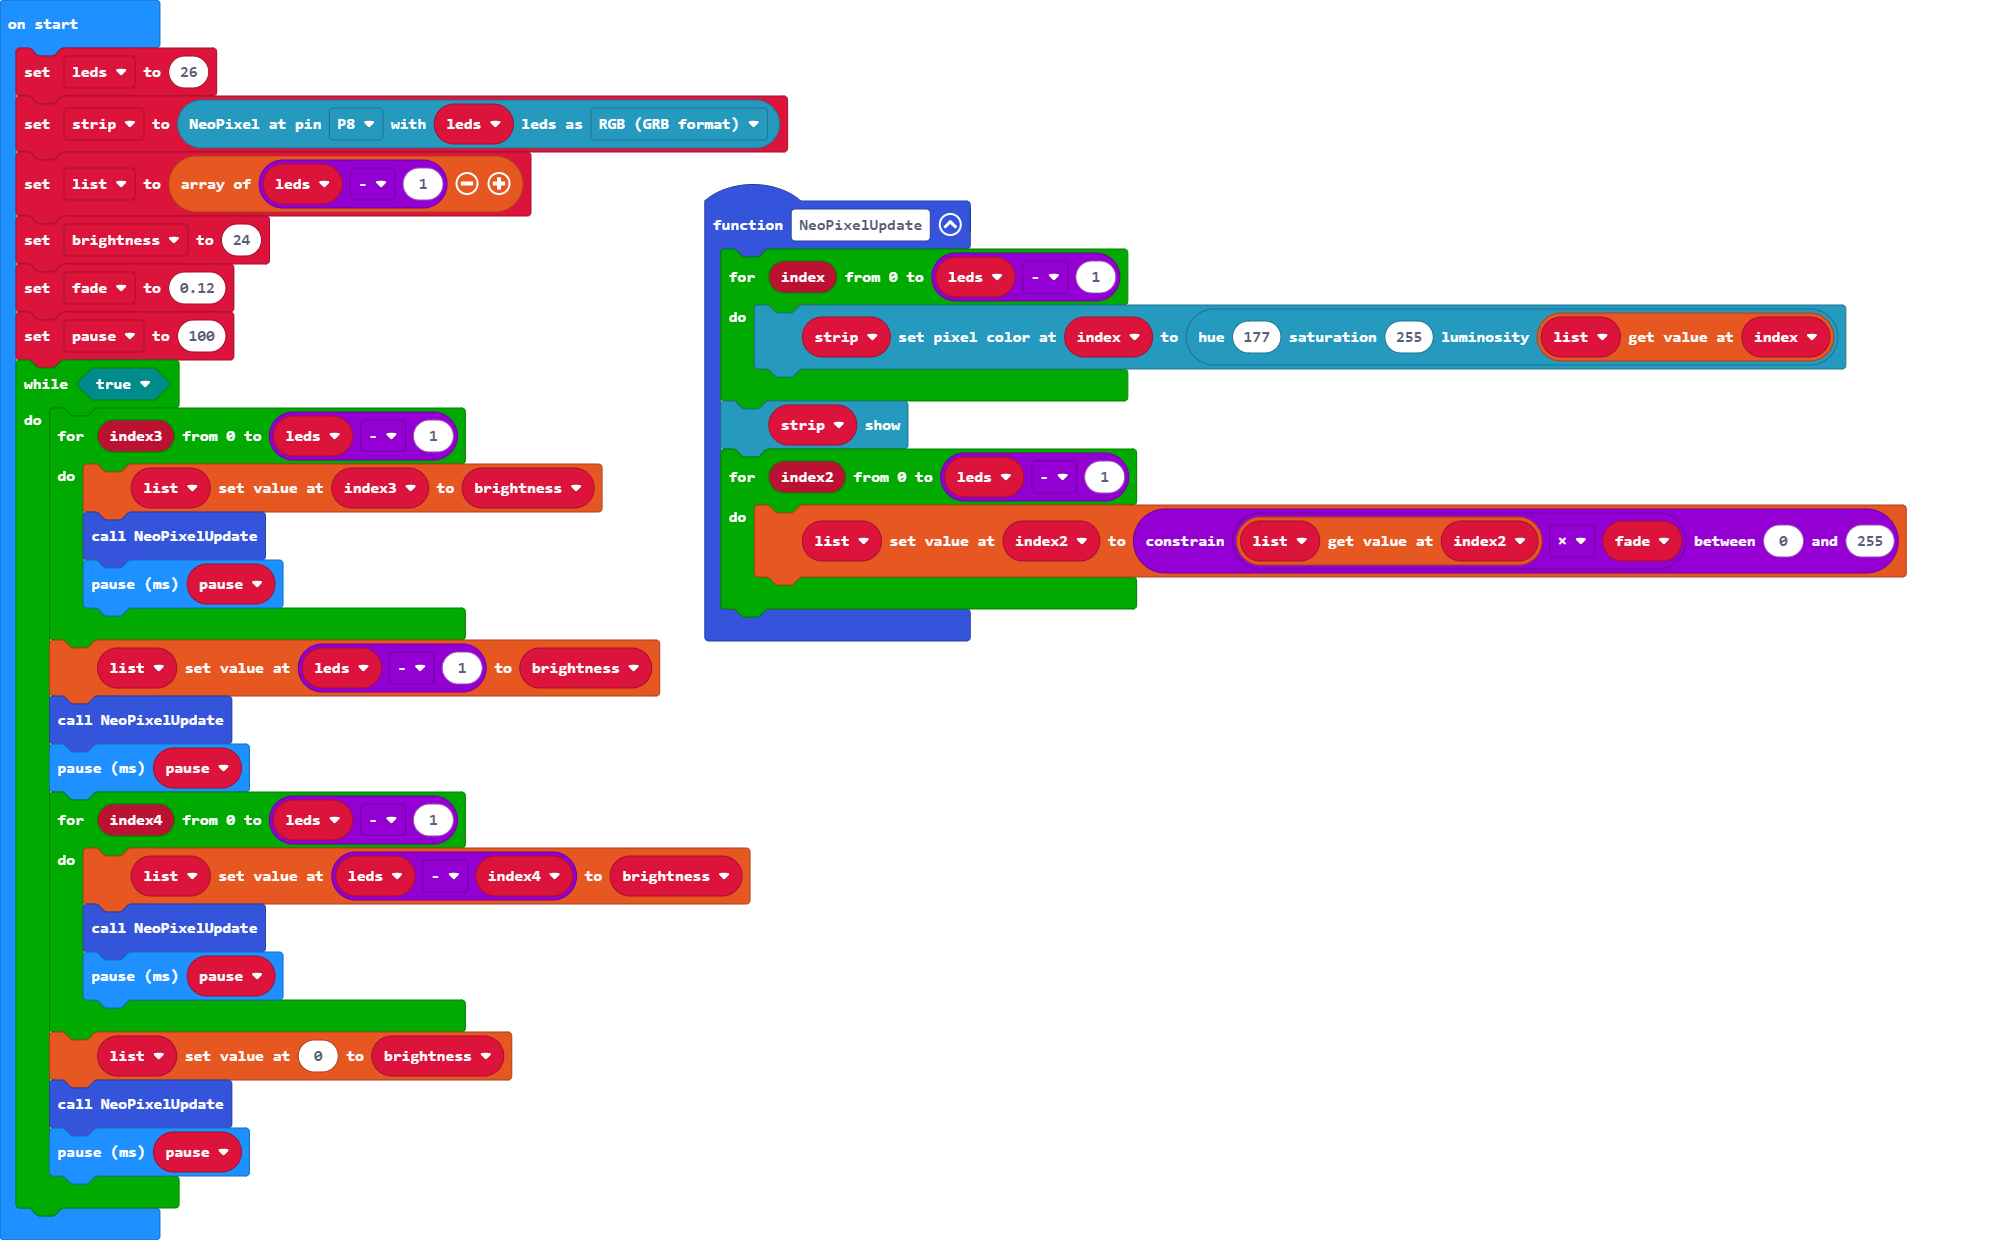 on start
set leds to 26
set strip to NeoPixel at pin P8 with leds leds as RGB (GRB format)
set list to array of leds - 1
set brightness to 24
set fade to 0.12
set pause to 100
while true
do
for index3 from 0 to leds - 1
do
list set value at index3 to brightness
call NeoPixelUpdate
pause (ms) pause
list set value at leds - 1 to brightness
call NeoPixelUpdate
pause (ms) pause
for index4 from 0 to leds - 1
do
list set value at leds - index4 to brightness
call NeoPixelUpdate
pause (ms) pause
list set value at 0 to brightness
call NeoPixelUpdate
pause (ms) pause
function NeoPixelUpdate
for index from 0 to leds - 1
do
strip set pixel color at index to hue 177 saturation 255 luminosity list get value at index
strip show
for index2 from 0 to leds - 1
do
list set value at index2 to constrain list get value at index2 × fade between 0 and 255